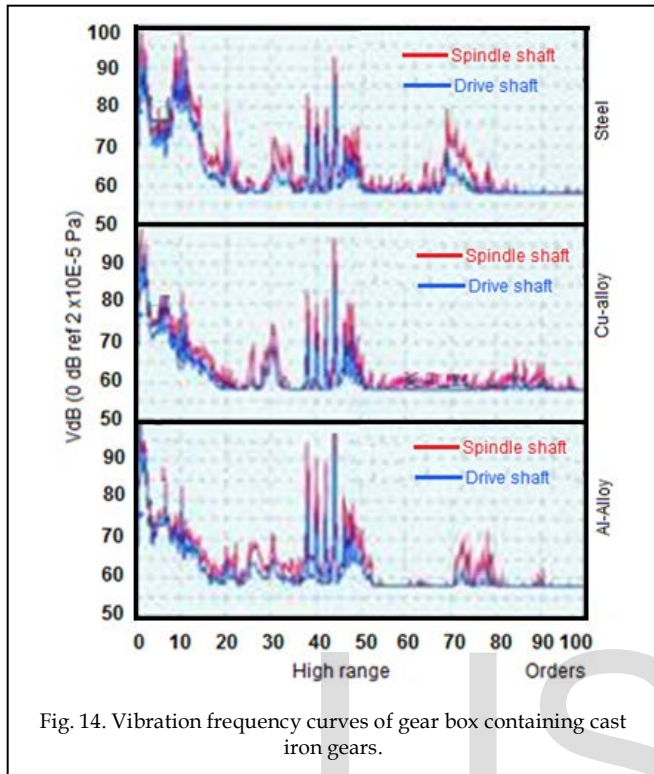 100
90
80
70
60
50
Spindle shaft
Drive shaft
Steel
90
80
70
60
50
Spindle shaft
Drive shaft
Cu-alloy
90
80
70
60
50
Spindle shaft
Drive shaft
Al-Alloy
VdB (0 dB ref 2 x10E-5 Pa)
0 10 20 30 40 50 60 70 80 90 100
High range Orders
Fig. 14. Vibration frequency curves of gear box containing cast
iron gears.